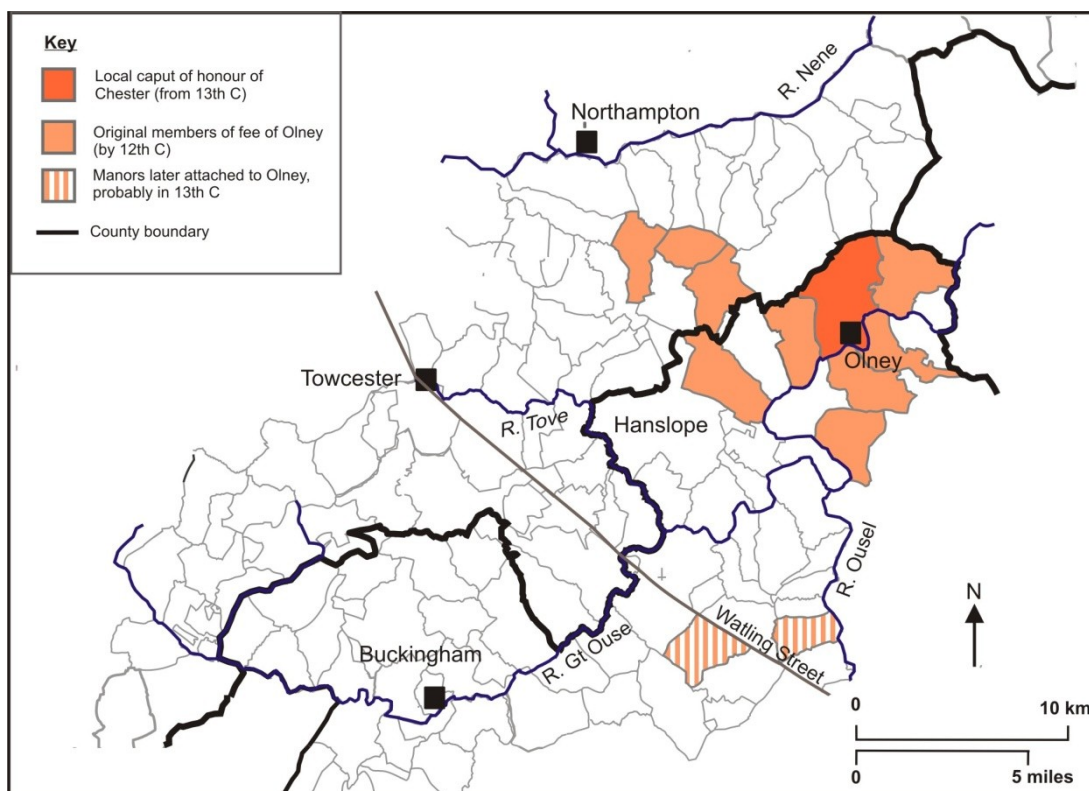 Key
Local caput of honour of
Chester (from 13th C)
Original members of fee of Olney
(by 12th C)
Manors later attached to Olney,
probably in 13th C
County boundary
R. Nene
Northampton
Olney
Towcester
R. Tove
Hanslope
R. Ousel
N
Watling Street
Buckingham
R. Gt Ouse
0
10 km
0
5 miles